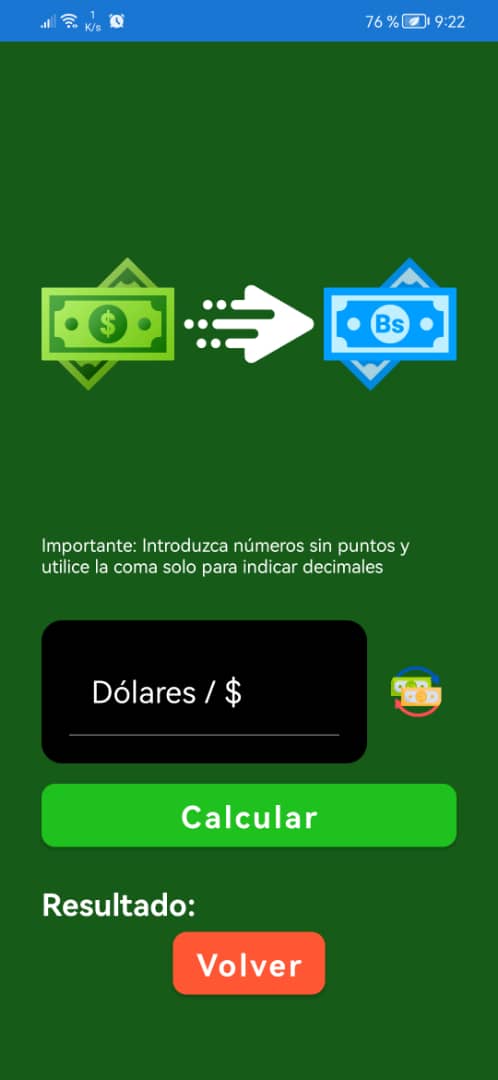 1
K/s
76 %
9:22
$
Bs
Importante: Introduzca números sin puntos y
utilice la coma solo para indicar decimales
Dólares / $
Calcular
Resultado:
Volver